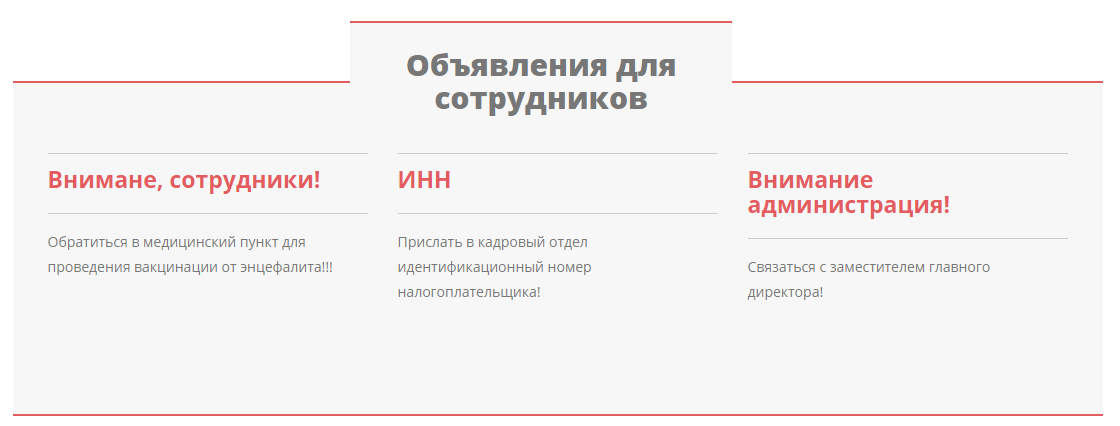 Объявления для
сотрудников
Внимане, сотрудники!
Обратиться в медицинский пункт для
проведения вакцинации от энцефалита!!!
ИНН
Прислать в кадровый отдел
идентификационный номер
налогоплательщика!
Внимание
администрация!
Связаться с заместителем главного
директора!